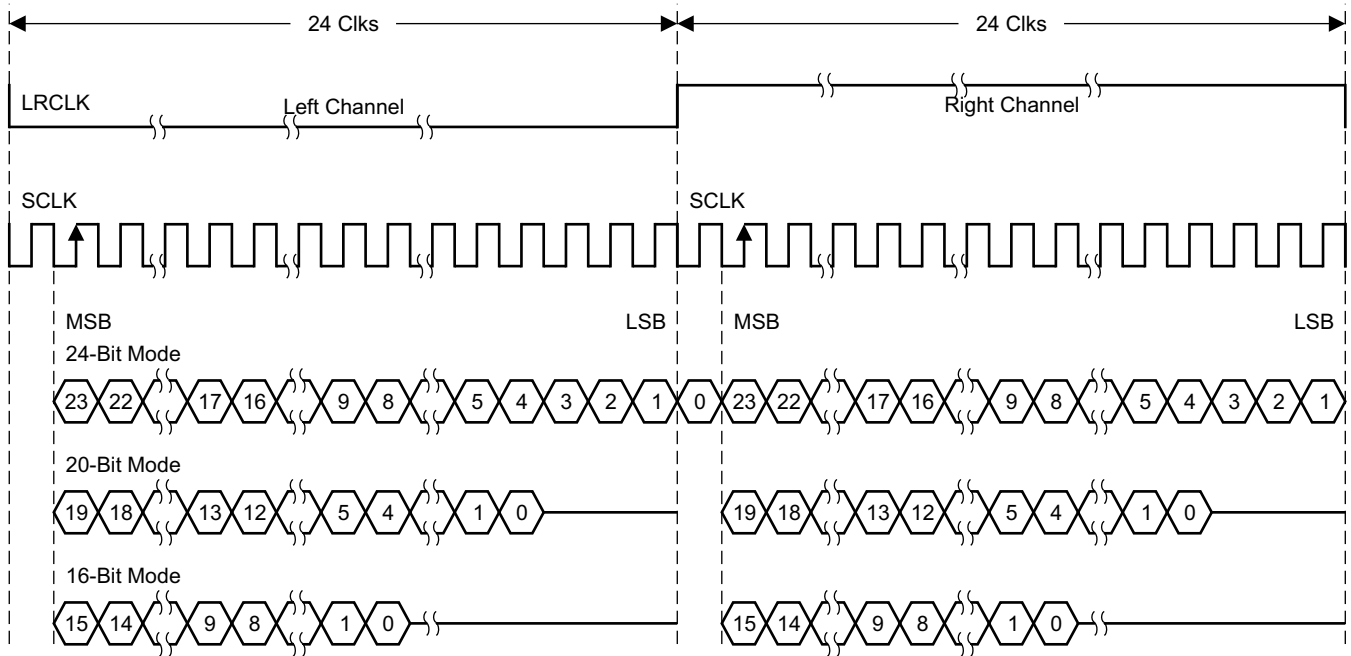 24 Clks 24 Clks
LRCLK Left Channel Right Channel
SCLK SCLK
MSB LSB MSB LSB
24-Bit Mode
23 22 17 16 9 8 5 4 3 2 1 0 23 22 17 16 9 8 5 4 3 2 1
20-Bit Mode
19 18 13 12 5 4 1 0 19 18 13 12 5 4 1 0
16-Bit Mode
15 14 9 8 1 0 15 14 9 8 1 0